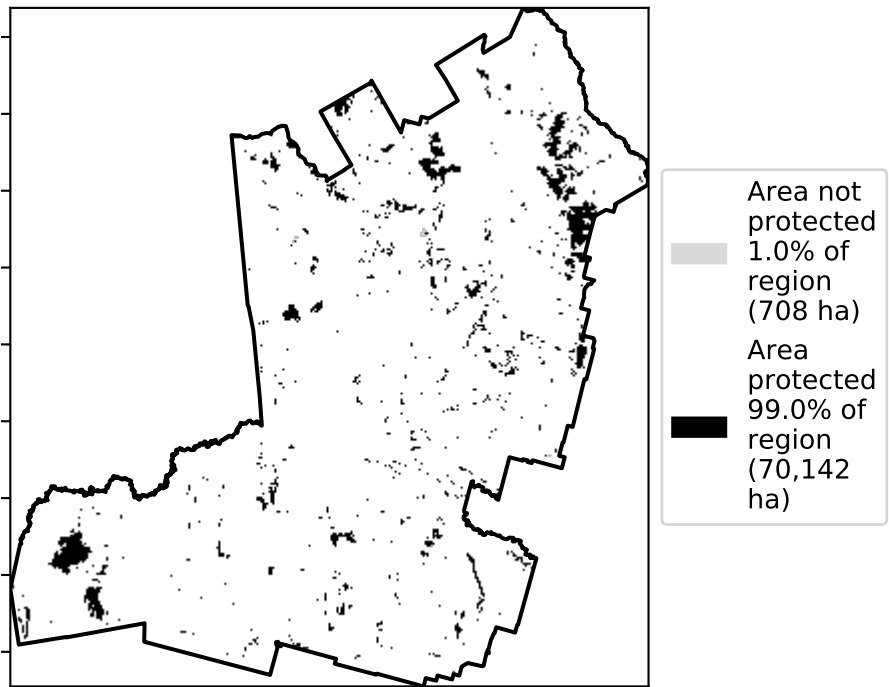 Area not
protected
1.0% of
region
(708 ha)
Area
protected
99.0% of
region
(70,142
ha)